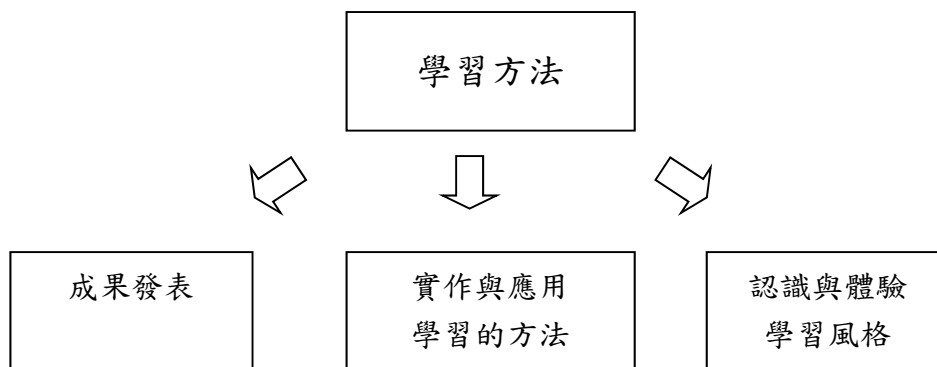 學習方法
成果發表
實作與應用
學習的方法
認識與體驗
學習風格